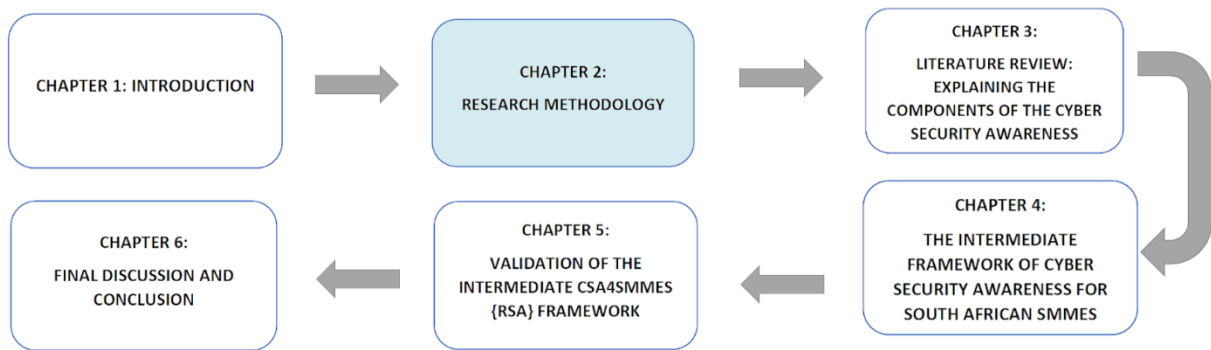 CHAPTER 1: INTRODUCTION
CHAPTER 2:
RESEARCH METHODOLOGY
CHAPTER 3:
LITERATURE REVIEW:
EXPLAINING THE
COMPONENTS OF THE CYBER
SECURITY AWARENESS
CHAPTER 4:
THE INTERMEDIATE
FRAMEWORK OF CYBER
SECURITY AWARENESS FOR
SOUTH AFRICAN SMMES
CHAPTER 5:
VALIDATION OF THE
INTERMEDIATE CSA4SMMES
{RSA} FRAMEWORK
CHAPTER 6:
FINAL DISCUSSION AND
CONCLUSION